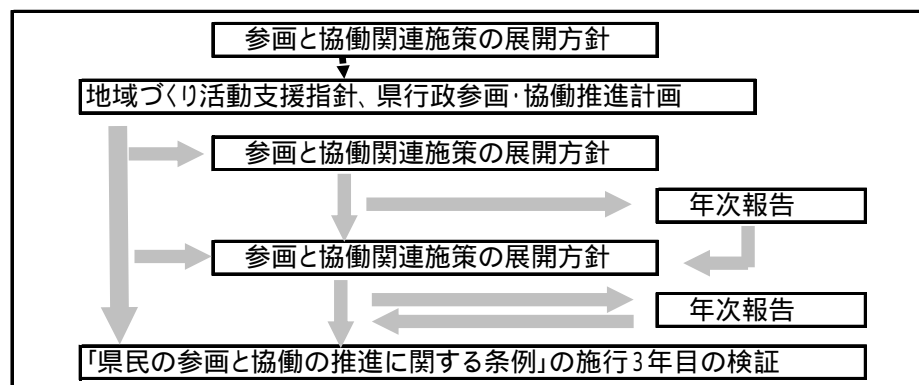 参画と協働関連施策の展開方針
地域づくり活動支援指針、県行政参画・協働推進計画
参画と協働関連施策の展開方針
年次報告
参画と協働関連施策の展開方針
年次報告
「県民の参画と協働の推進に関する条例」の施行3年目の検証